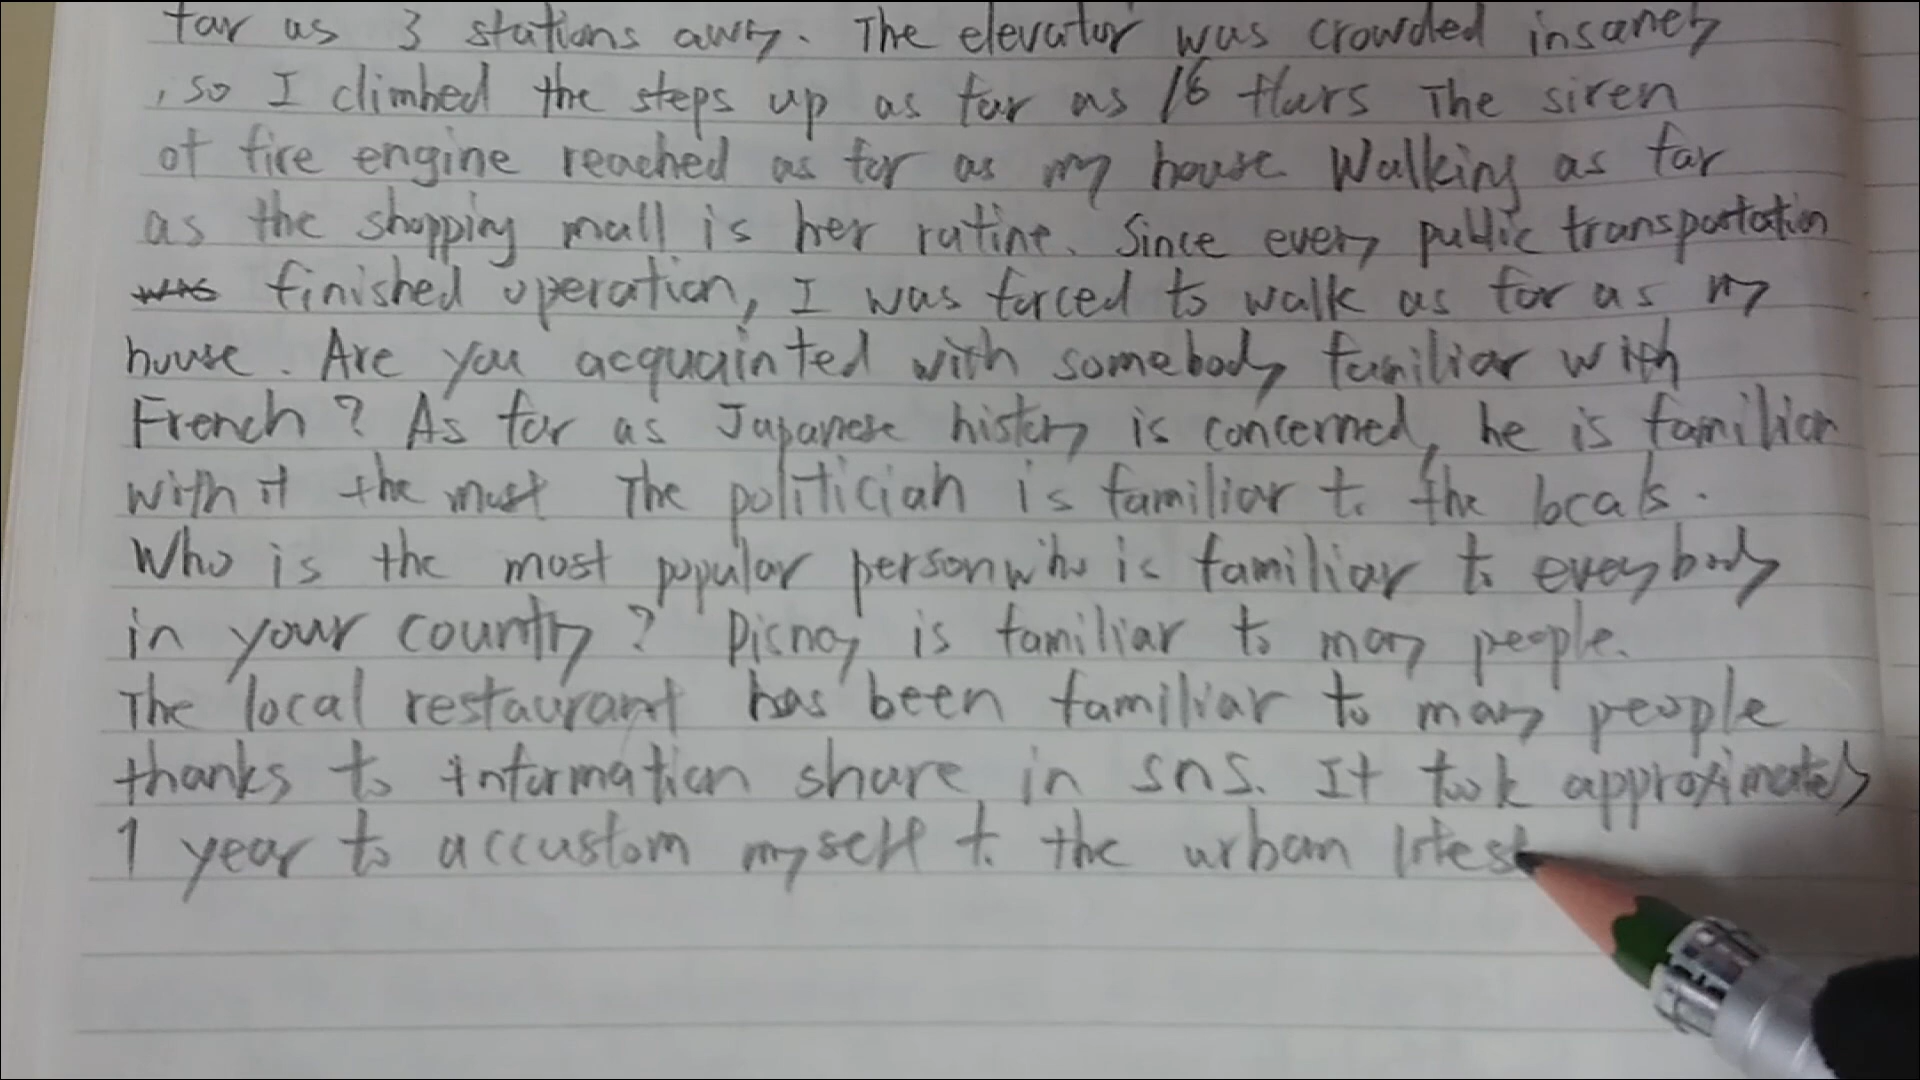 far as 3 stations away. The elevator was crowded insanely
, so I climbed the steps up as far as 16 flars The siren
of fire engine reached as far as my house Walking as far
as the shopping mall is her rutine. Since every public transportation
was finished operation, I was forced to walk as far as my
house. Are you acquainted with somebody familiar with
French? As far as Japanese history is concerned, he is familiar
with it the most The politician is familiar to the locals.
Who is the most popular person who is familiar to everybody
in your country? Disney is familiar to many people.
The local restaurant has been familiar to many people
thanks to information share in SNS. It took approximately
1 year to accustom myself to the urban lifest